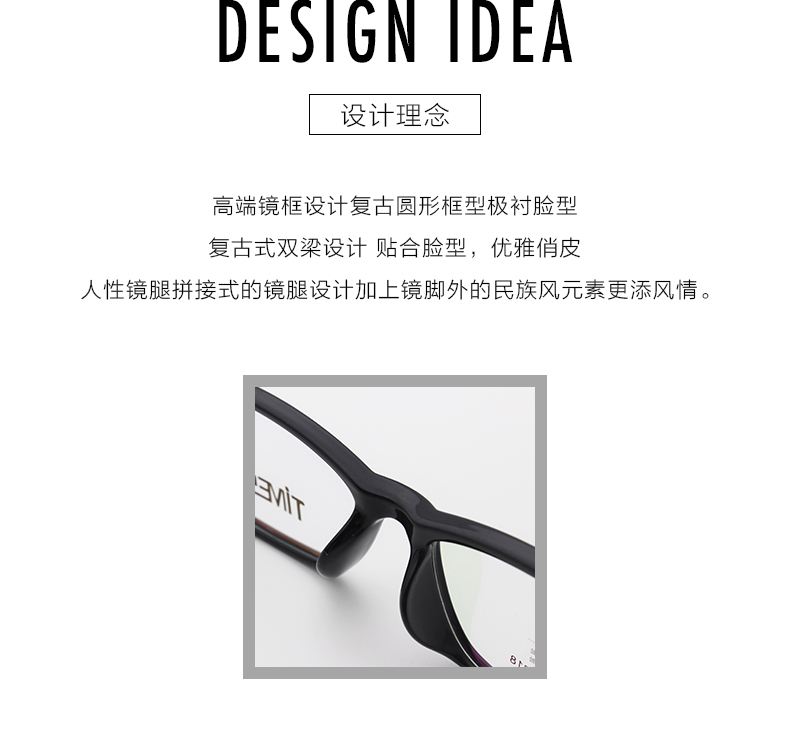 DESIGN IDEA
设计理念
高端镜框设计复古圆形框型极衬脸型
复古式双梁设计 贴合脸型，优雅俏皮
人性镜腿拼接式的镜腿设计加上镜脚外的民族风元素更添风情。